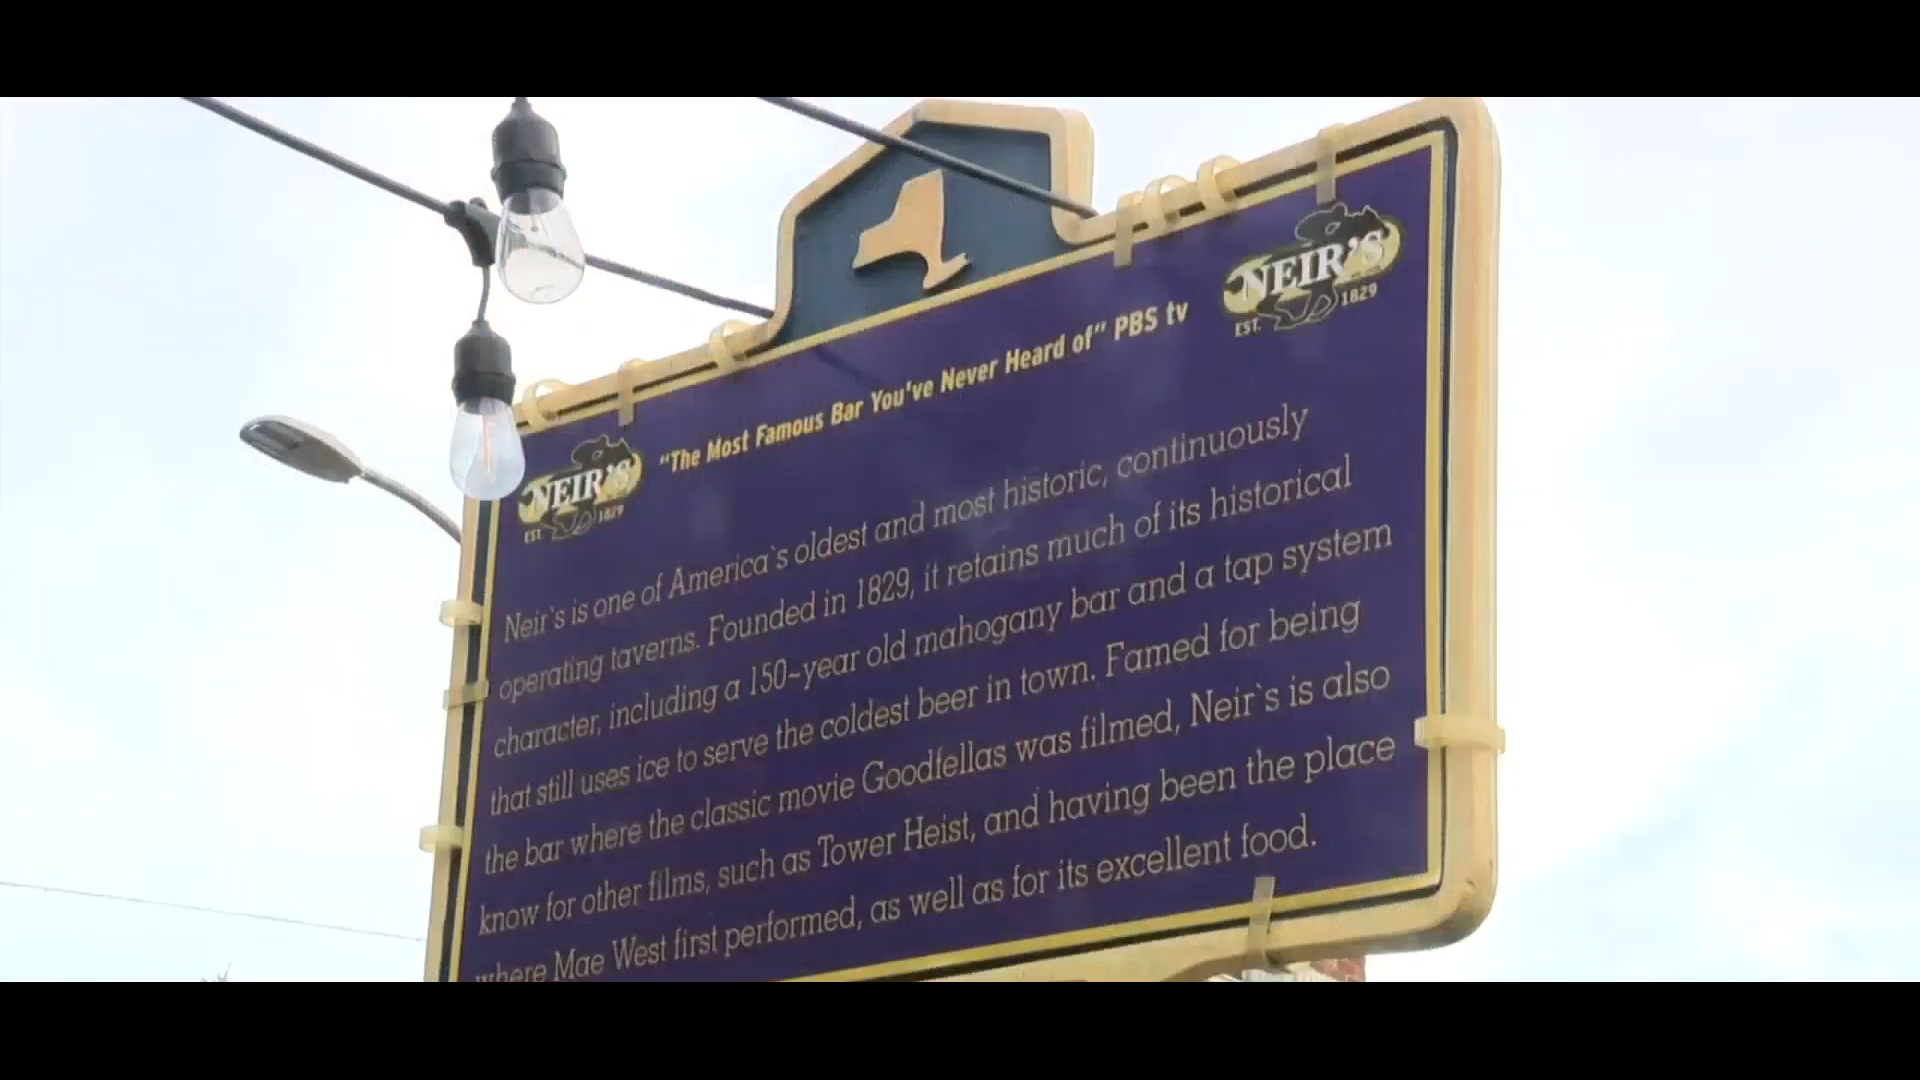 NEIR'S
EST. 1829
"The Most Famous Bar You've Never Heard of" PBS tv
NEIR'S
EST. 1829
Neir`s is one of America`s oldest and most historic, continuously
operating taverns. Founded in 1829, it retains much of its historical
character, including a 150~year old mahogany bar and a tap system
that still uses ice to serve the coldest beer in town. Famed for being
the bar where the classic movie Goodfellas was filmed, Neir`s is also
know for other films, such as Tower Heist, and having been the place
where Mae West first performed, as well as for its excellent food.